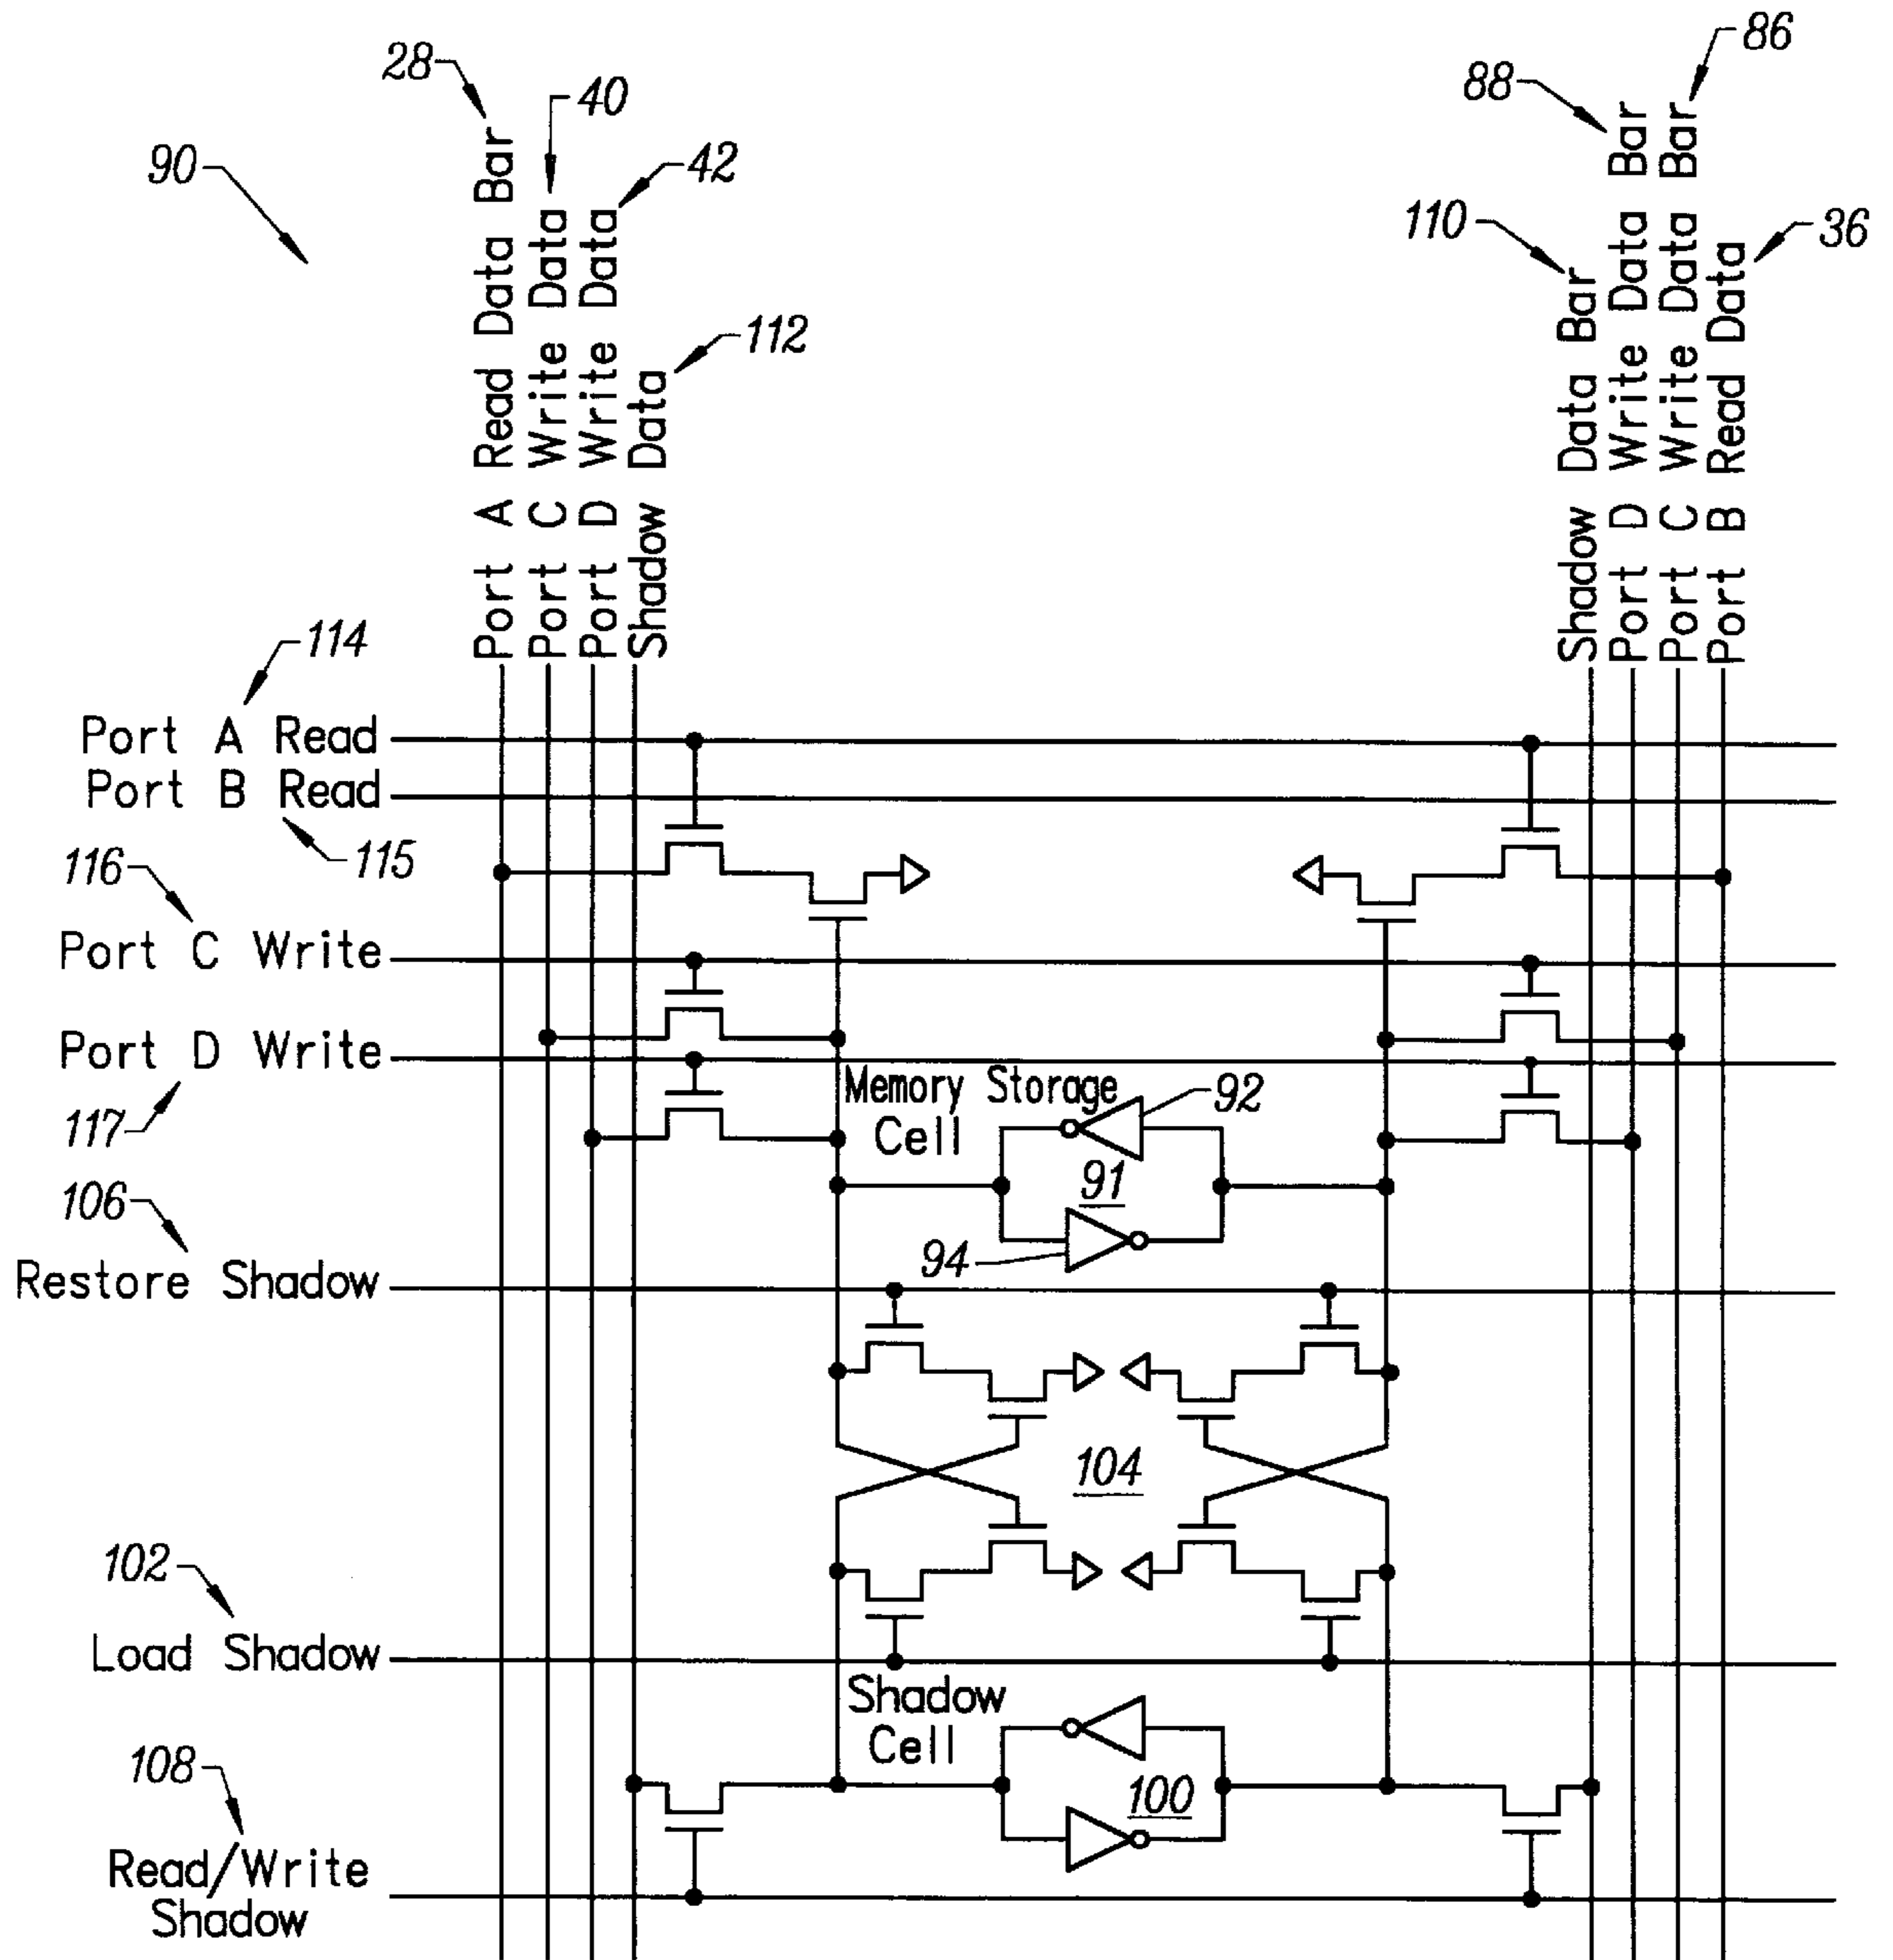 28
40
42
90
112
88
86
110
36
Port A Read Data Bar
Port C Write Data
Port D Write Data
Shadow Data
Shadow Data Bar
Port D Write Data Bar
Port C Write Data Bar
Port B Read Data
114
Port A Read
Port B Read
115
116
Port C Write
Port D Write
117
Memory Storage
Cell
92
91
94
106
Restore Shadow
104
102
Load Shadow
Shadow
Cell
100
108
Read/Write
Shadow